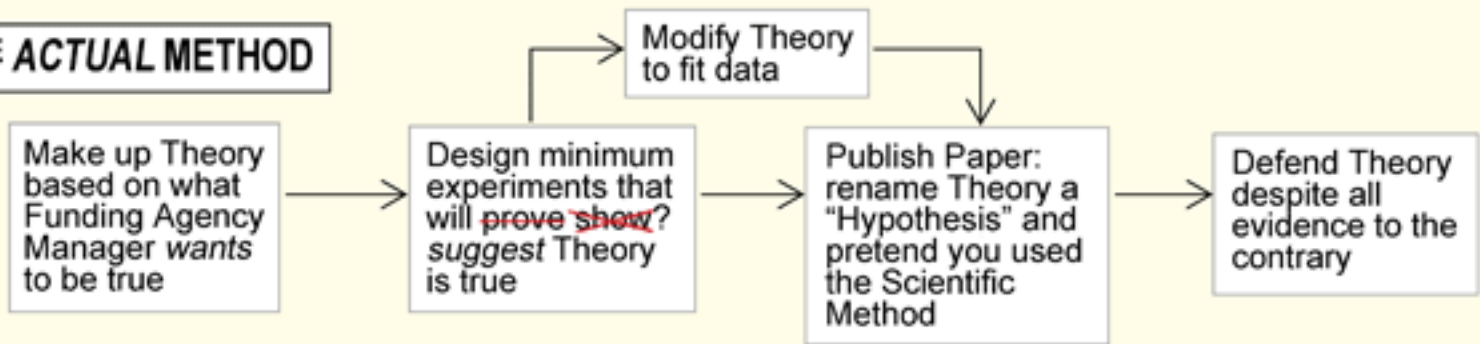 ACTUAL METHOD
Modify Theory
to fit data
Make up Theory
based on what
Funding Agency
Manager wants
to be true
Design minimum
experiments that
will prove show?
suggest Theory
is true
Publish Paper:
rename Theory a
“Hypothesis” and
pretend you used
the Scientific
Method
Defend Theory
despite all
evidence to the
contrary